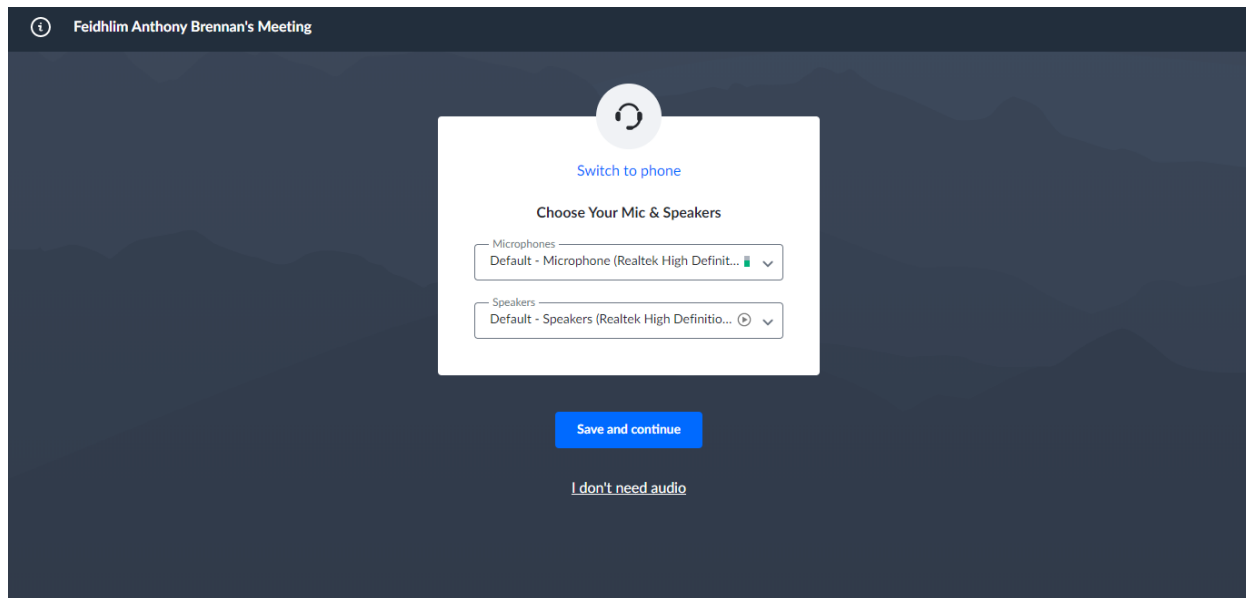 Feidhlim Anthony Brennan's Meeting
Switch to phone
Choose Your Mic & Speakers
Microphones
Default - Microphone (Realtek High Definit...
Speakers
Default - Speakers (Realtek High Definitio...
Save and continue
I don't need audio